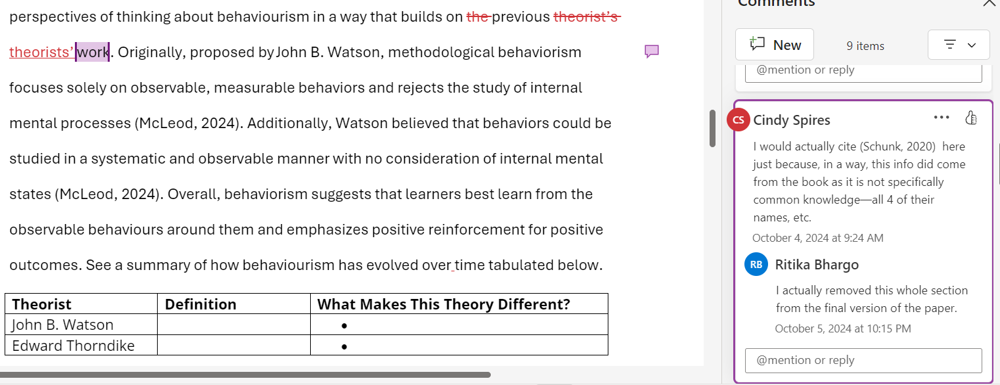 perspectives of thinking about behaviourism in a way that builds on the previous theorist's
theorists' work. Originally, proposed by John B. Watson, methodological behaviorism
focuses solely on observable, measurable behaviors and rejects the study of internal
mental processes (McLeod, 2024). Additionally, Watson believed that behaviors could be
studied in a systematic and observable manner with no consideration of internal mental
states (McLeod, 2024). Overall, behaviorism suggests that learners best learn from the
observable behaviours around them and emphasizes positive reinforcement for positive
outcomes. See a summary of how behaviourism has evolved over time tabulated below.
Theorist Definition What Makes This Theory Different?
John B. Watson •
Edward Thorndike •
Comments
New 9 items
@mention or reply
CS Cindy Spires
I would actually cite (Schunk, 2020)  here
just because, in a way, this info did come
from the book as it is not specifically
common knowledge—all 4 of their
names, etc.
October 4, 2024 at 9:24 AM
RB Ritika Bhargo
I actually removed this whole section
from the final version of the paper.
October 5, 2024 at 10:15 PM
@mention or reply